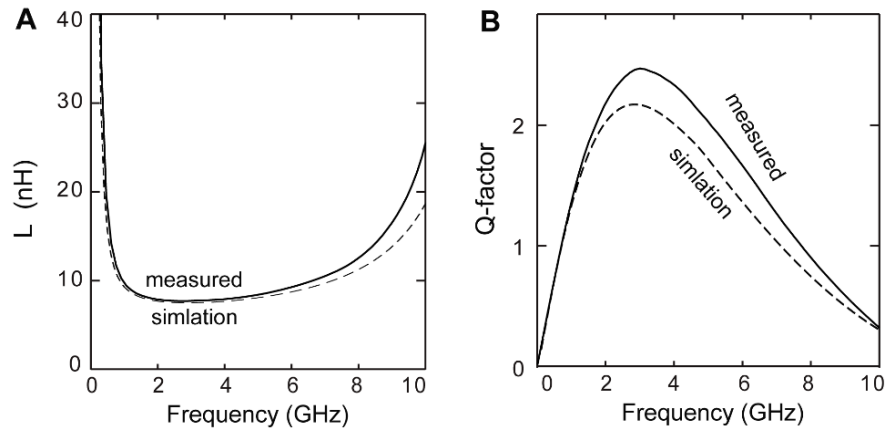 A
40
30
20
10
0
L (nH)
measured
simlation
0 2 4 6 8 10
Frequency (GHz)
B
2
1
0
Q-factor
measured
simlation
0 2 4 6 8 10
Frequency (GHz)